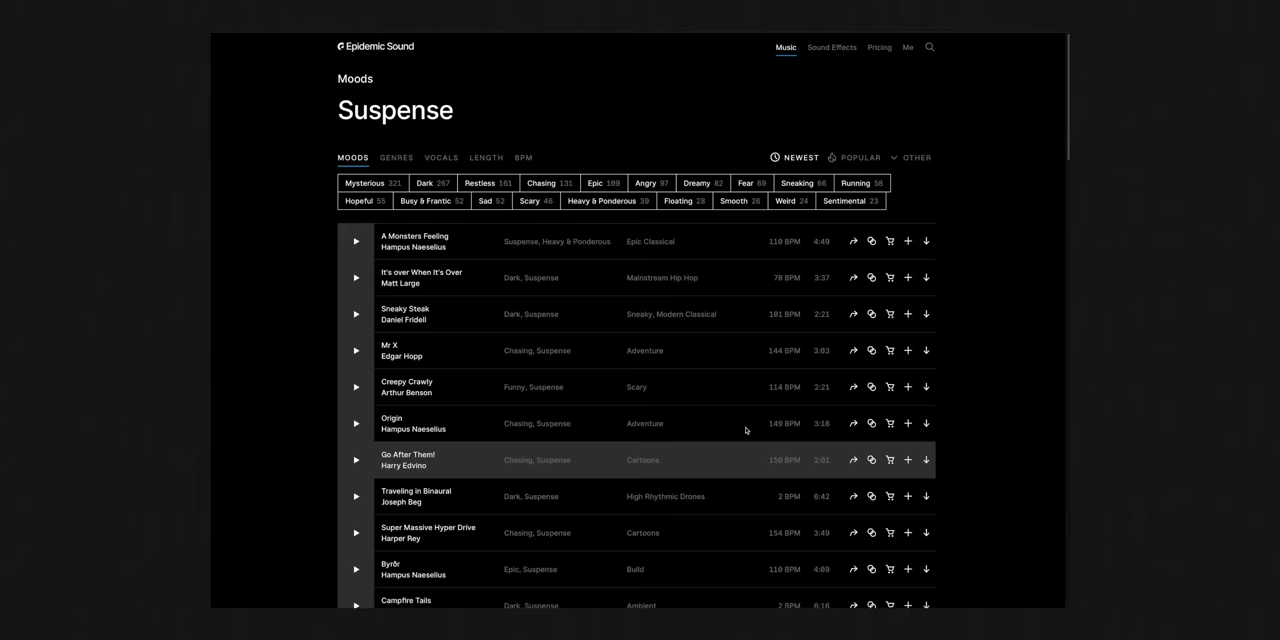 Epidemic Sound
Music Sound Effects Pricing Me
Moods
Suspense
MOODS GENRES VOCALS LENGTH BPM NEWEST POPULAR OTHER
Mysterious 321 Dark 267 Restless 161 Chasing 131 Epic 109 Angry 97 Dreamy 82 Fear 69 Sneaking 66 Running 58
Hopeful 55 Busy & Frantic 52 Sad 52 Scary 46 Heavy & Ponderous 39 Floating 28 Smooth 26 Weird 24 Sentimental 23
A Monsters Feeling
Hampus Naeselius
Suspense, Heavy & Ponderous Epic Classical 110 BPM 4:49
It's over When It's Over
Matt Large
Dark, Suspense Mainstream Hip Hop 78 BPM 3:37
Sneaky Steak
Daniel Fridell
Dark, Suspense Sneaky, Modern Classical 101 BPM 2:21
Mr X
Edgar Hopp
Chasing, Suspense Adventure 144 BPM 3:03
Creepy Crawly
Arthur Benson
Funny, Suspense Scary 114 BPM 2:21
Origin
Hampus Naeselius
Chasing, Suspense Adventure 149 BPM 3:16
Go After Them!
Harry Edvino
Chasing, Suspense Cartoons 150 BPM 2:01
Traveling in Binaural
Joseph Beg
Dark, Suspense High Rhythmic Drones 2 BPM 6:42
Super Massive Hyper Drive
Harper Rey
Chasing, Suspense Cartoons 154 BPM 3:49
Byrðr
Hampus Naeselius
Epic, Suspense Build 110 BPM 4:09
Campfire Tails
Dark, Suspense Ambient 2 BPM 6:16